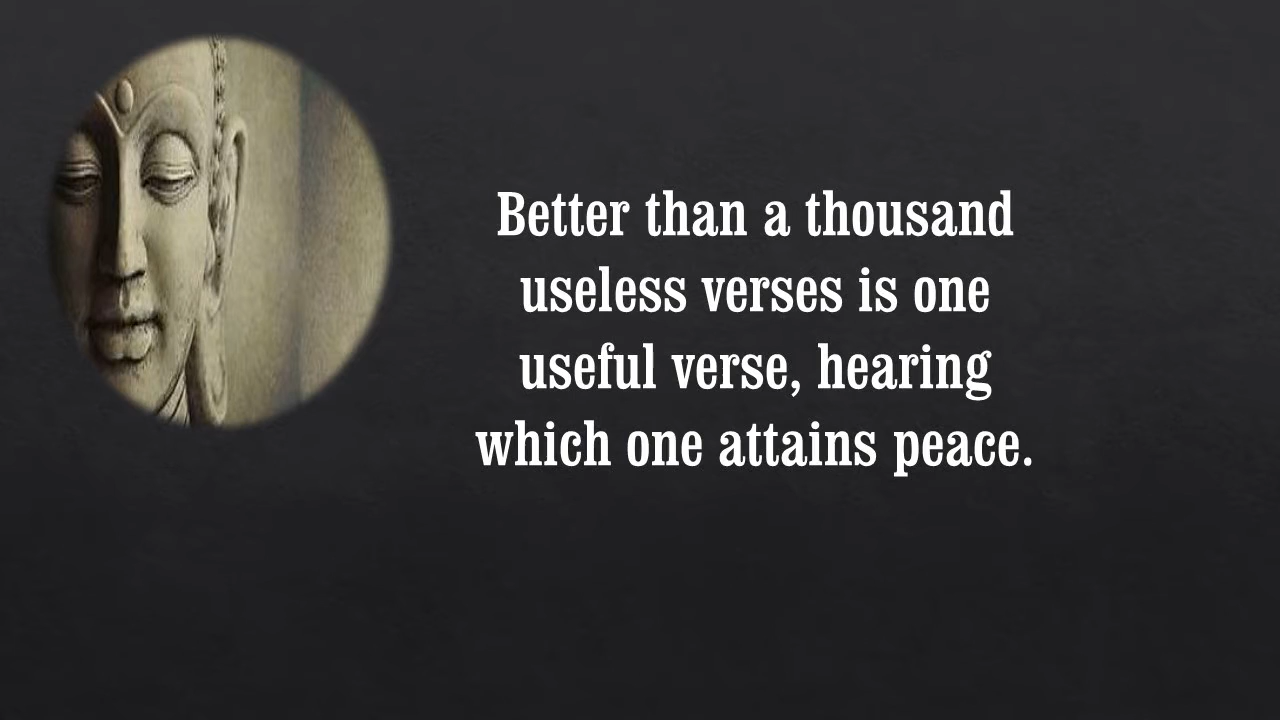 Better than a thousand
useless verses is one
useful verse, hearing
which one attains peace.